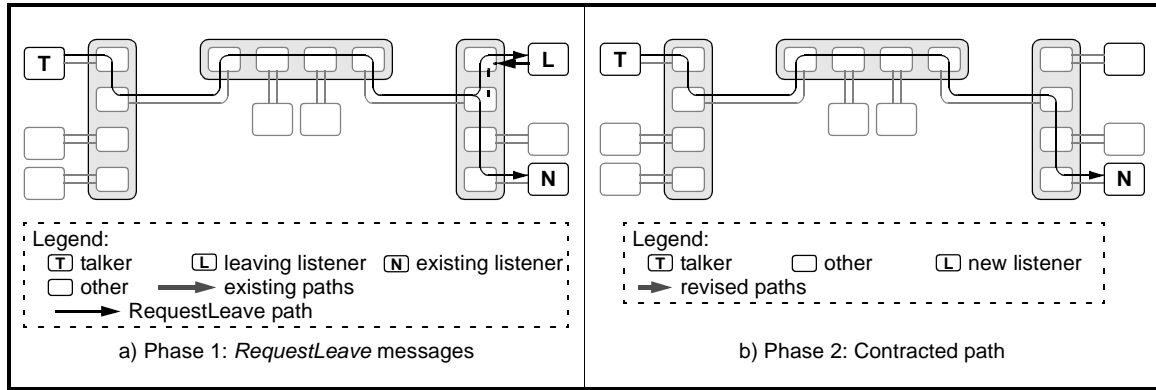 T
L
N
Legend:
T talker L leaving listener N existing listener
other existing paths
RequestLeave path
a) Phase 1: RequestLeave messages
T
N
Legend:
T talker other L new listener
revised paths
b) Phase 2: Contracted path